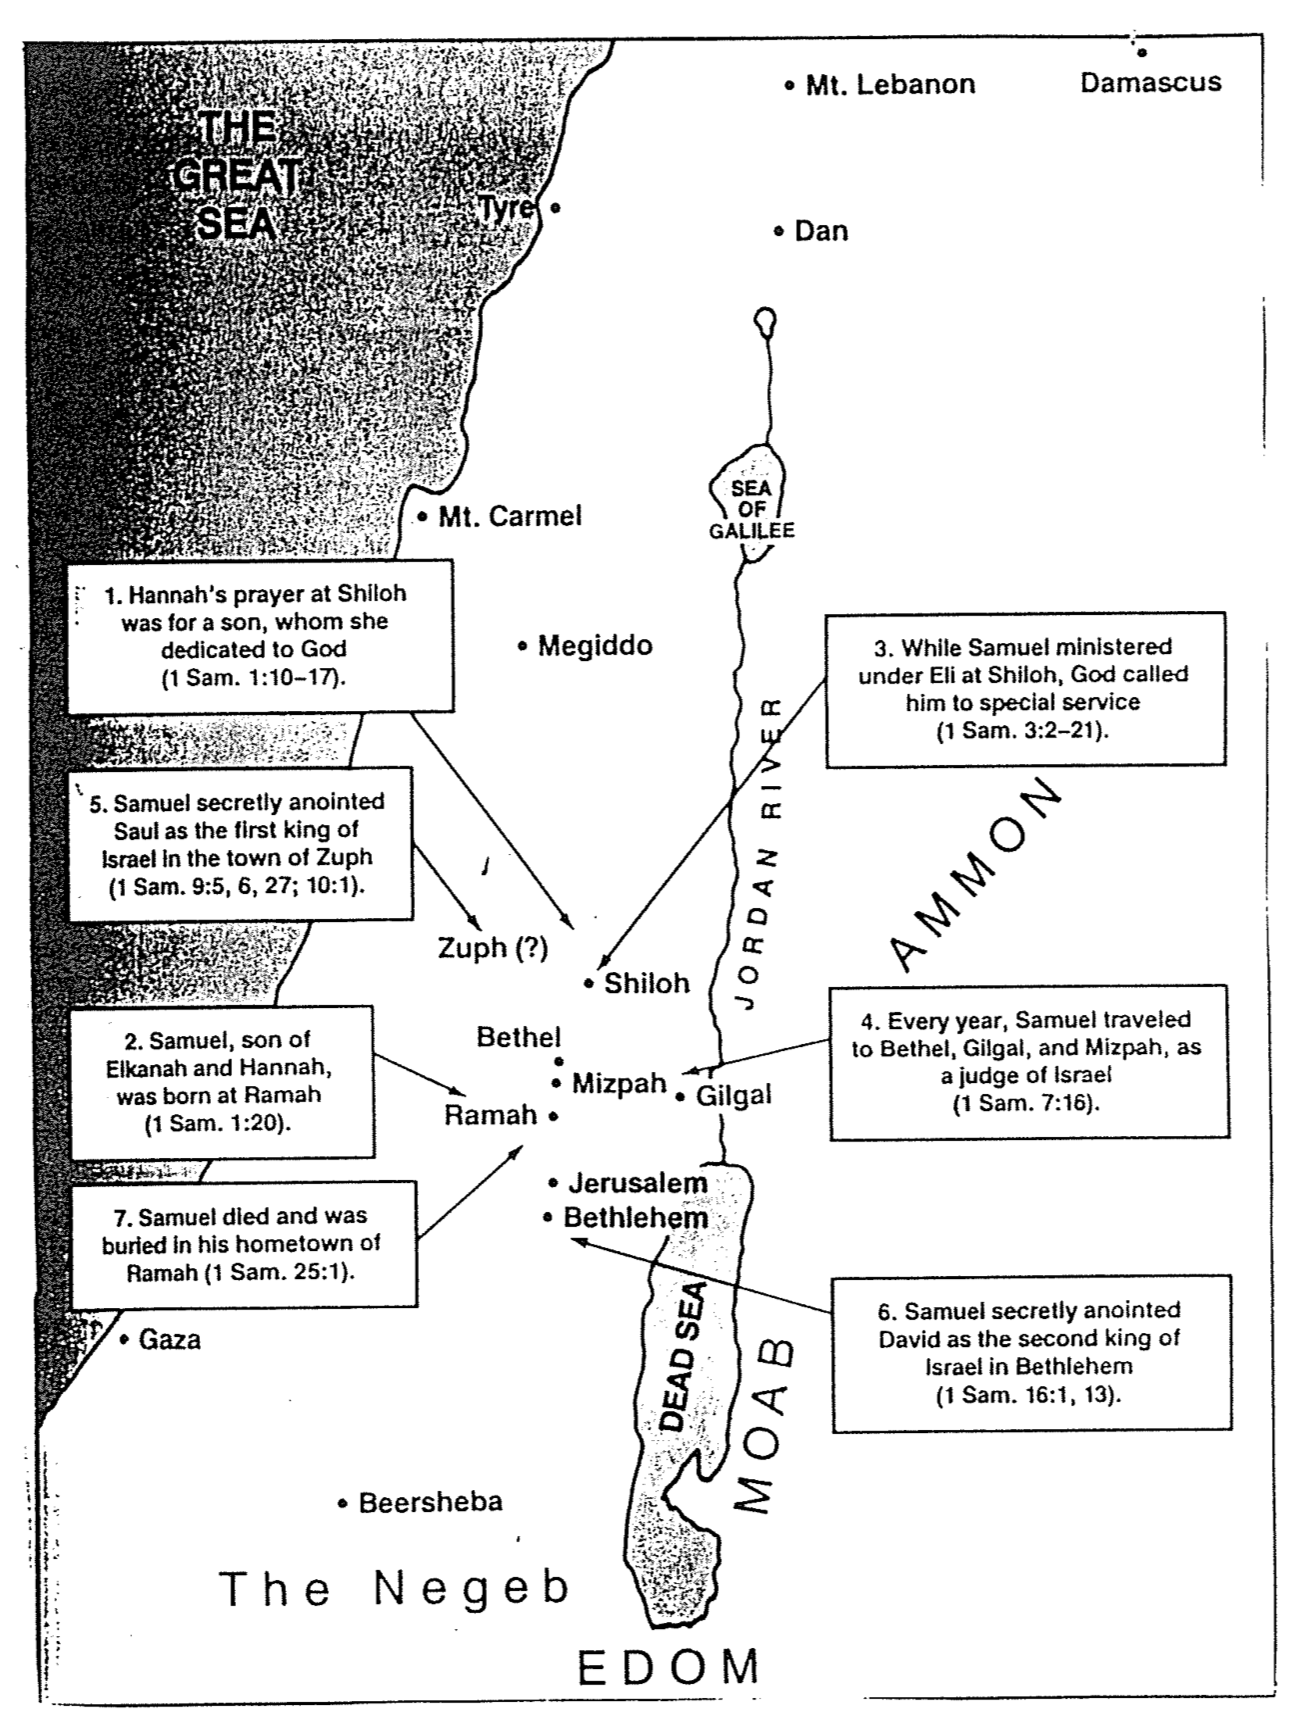 Mt. Lebanon
Damascus
THE
GREAT
SEA
Tyre
Dan
SEA
OF
GALILEE
Mt. Carmel
1. Hannah's prayer at Shiloh
was for a son, whom she
dedicated to God
(1 Sam. 1:10–17).
Megiddo
3. While Samuel ministered
under Eli at Shiloh, God called
him to special service
(1 Sam. 3:2–21).
JORDAN RIVER
AMMON
5. Samuel secretly anointed
Saul as the first king of
Israel in the town of Zuph
(1 Sam. 9:5, 6, 27; 10:1).
Zuph (?)
Shiloh
2. Samuel, son of
Elkanah and Hannah,
was born at Ramah
(1 Sam. 1:20).
Bethel
Mizpah
Gilgal
Ramah
4. Every year, Samuel traveled
to Bethel, Gilgal, and Mizpah, as
a judge of Israel
(1 Sam. 7:16).
Jerusalem
Bethlehem
7. Samuel died and was
buried in his hometown of
Ramah (1 Sam. 25:1).
6. Samuel secretly anointed
David as the second king of
Israel in Bethlehem
(1 Sam. 16:1, 13).
Gaza
DEAD SEA
MOAB
Beersheba
The Negeb
EDOM